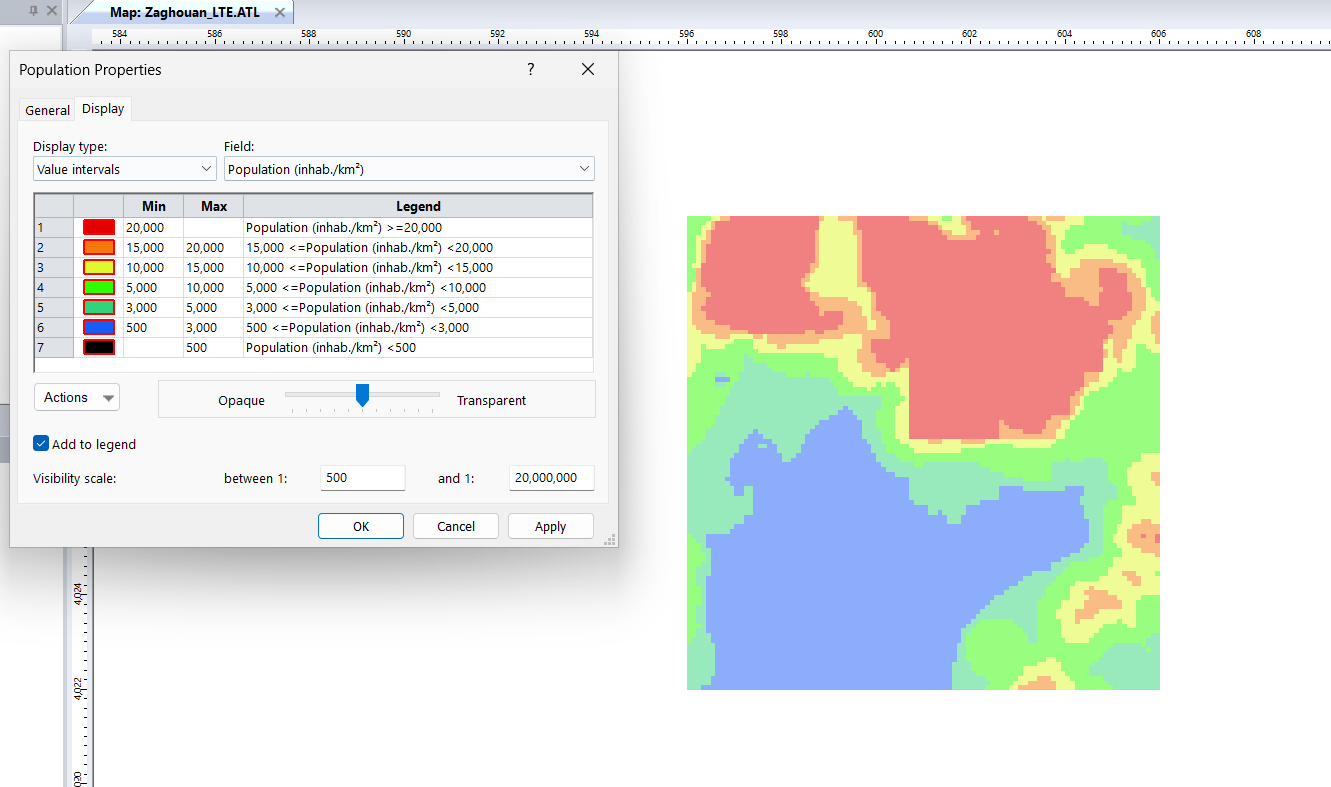 Map: Zaghouan_LTE.ATL
584 586 588 590 592 594 596 598 600 602 604 606 608
Population Properties ?
General Display
Display type: Field:
Value intervals Population (inhab./km²)
Min Max Legend
1 20,000 Population (inhab./km²) >=20,000
2 15,000 20,000 15,000 <=Population (inhab./km²) <20,000
3 10,000 15,000 10,000 <=Population (inhab./km²) <15,000
4 5,000 10,000 5,000 <=Population (inhab./km²) <10,000
5 3,000 5,000 3,000 <=Population (inhab./km²) <5,000
6 500 3,000 500 <=Population (inhab./km²) <3,000
7 500 Population (inhab./km²) <500
Actions Opaque Transparent
Add to legend
Visibility scale: between 1: 500 and 1: 20,000,000
OK Cancel Apply
4,024
4,022
020